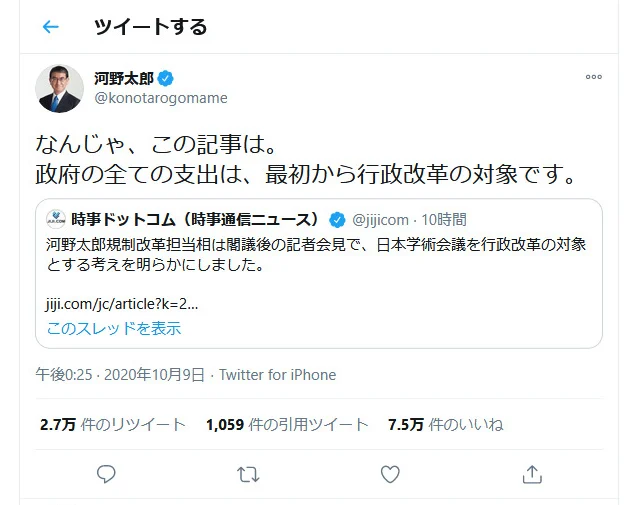 ツイートする
河野太郎
@konotarogomame
なんじゃ、この記事は。
政府の全ての支出は、最初から行政改革の対象です。
JIJI.COM 時事ドットコム（時事通信ニュース） @jijicom · 10時間
河野太郎規制改革担当相は閣議後の記者会見で、日本学術会議を行政改革の対象
とする考えを明らかにしました。
jiji.com/jc/article?k=2...
このスレッドを表示
午後0:25 · 2020年10月9日 · Twitter for iPhone
2.7万 件のリツイート 1,059 件の引用ツイート 7.5万 件のいいね